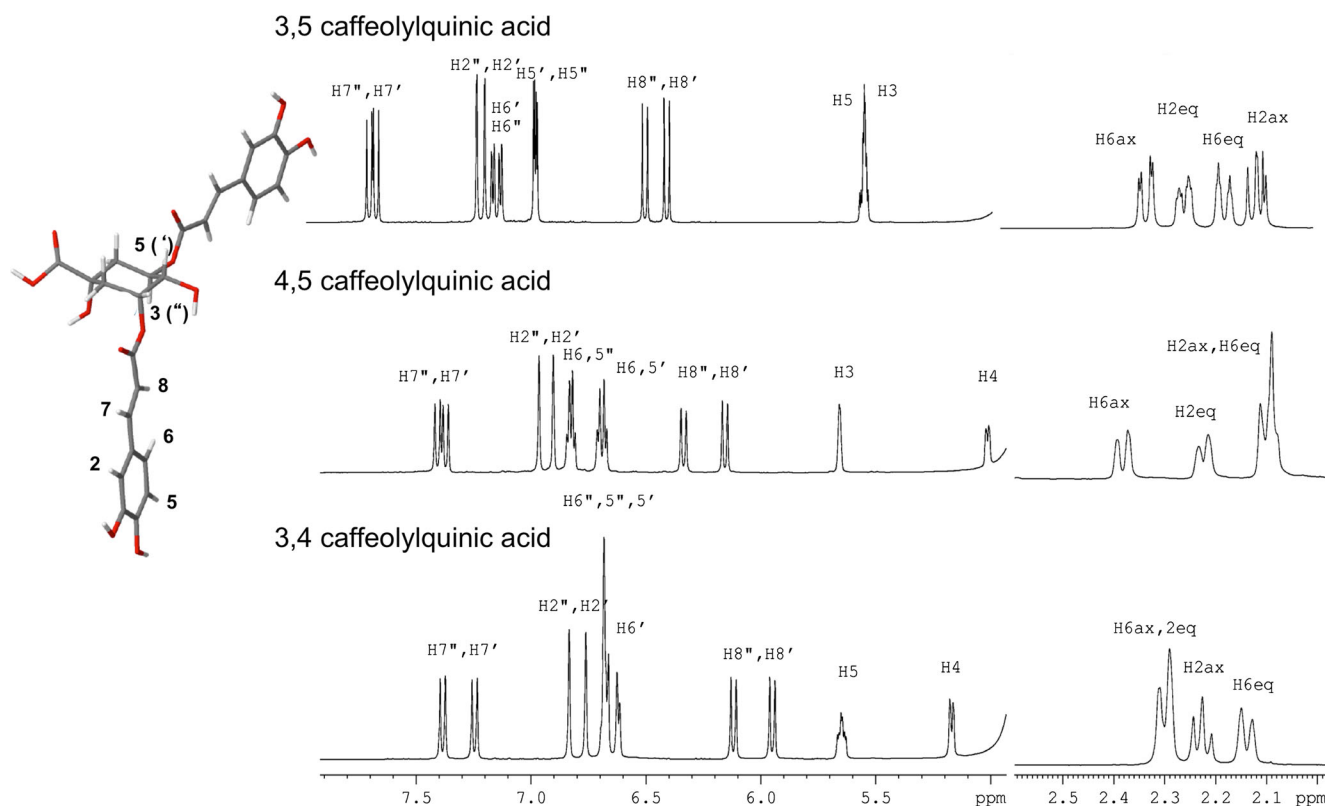 3,5 caffeolylquinic acid
H7",H7'
H2",H2'
H6'
H6"
H5',H5"
H8",H8'
H5
H3
H6ax
H2eq
H6eq
H2ax
5 (‘)
3 (“)
8
7
6
2
5
4,5 caffeolylquinic acid
H7",H7'
H2",H2'
H6,5"
H6,5'
H8",H8'
H3
H4
H6ax
H2eq
H2ax,H6eq
3,4 caffeolylquinic acid
H7",H7'
H2",H2'
H6",5",5'
H6'
H8",H8'
H5
H4
H6ax,2eq
H2ax
H6eq
7.5 7.0 6.5 6.0 5.5 ppm
2.5 2.4 2.3 2.2 2.1 ppm